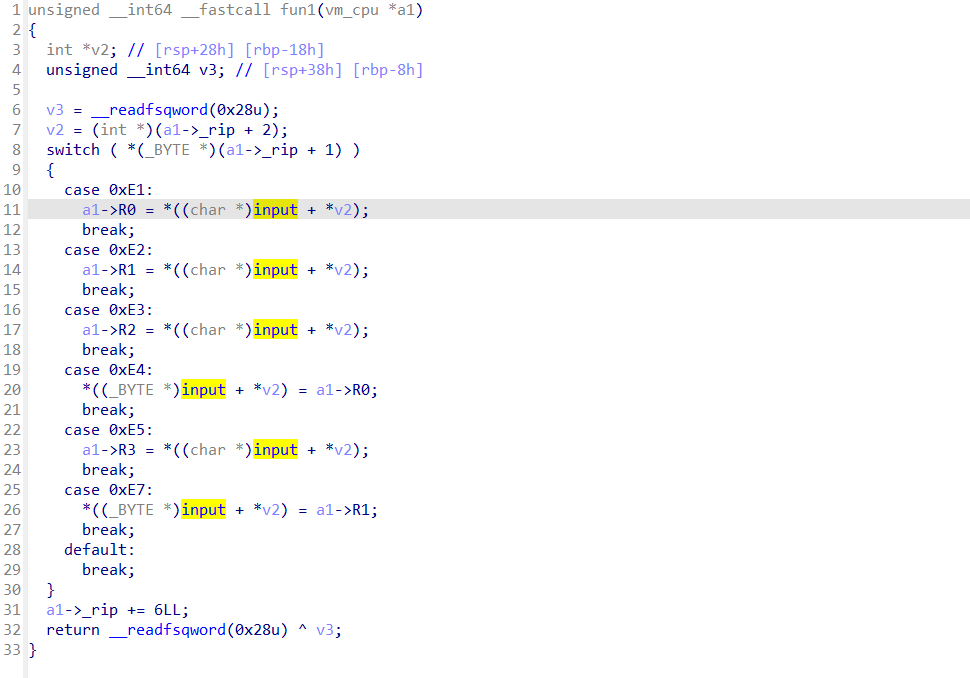 1 unsigned __int64 __fastcall fun1(vm_cpu *a1)
2 {
3   int *v2; // [rsp+28h] [rbp-18h]
4   unsigned __int64 v3; // [rsp+38h] [rbp-8h]
5
6   v3 = __readfsqword(0x28u);
7   v2 = (int *)(a1->_rip + 2);
8   switch ( *(_BYTE *)(a1->_rip + 1) )
9   {
10     case 0xE1:
11       a1->R0 = *((char *)input + *v2);
12       break;
13     case 0xE2:
14       a1->R1 = *((char *)input + *v2);
15       break;
16     case 0xE3:
17       a1->R2 = *((char *)input + *v2);
18       break;
19     case 0xE4:
20       *((_BYTE *)input + *v2) = a1->R0;
21       break;
22     case 0xE5:
23       a1->R3 = *((char *)input + *v2);
24       break;
25     case 0xE7:
26       *((_BYTE *)input + *v2) = a1->R1;
27       break;
28     default:
29       break;
30   }
31   a1->_rip += 6LL;
32   return __readfsqword(0x28u) ^ v3;
33 }